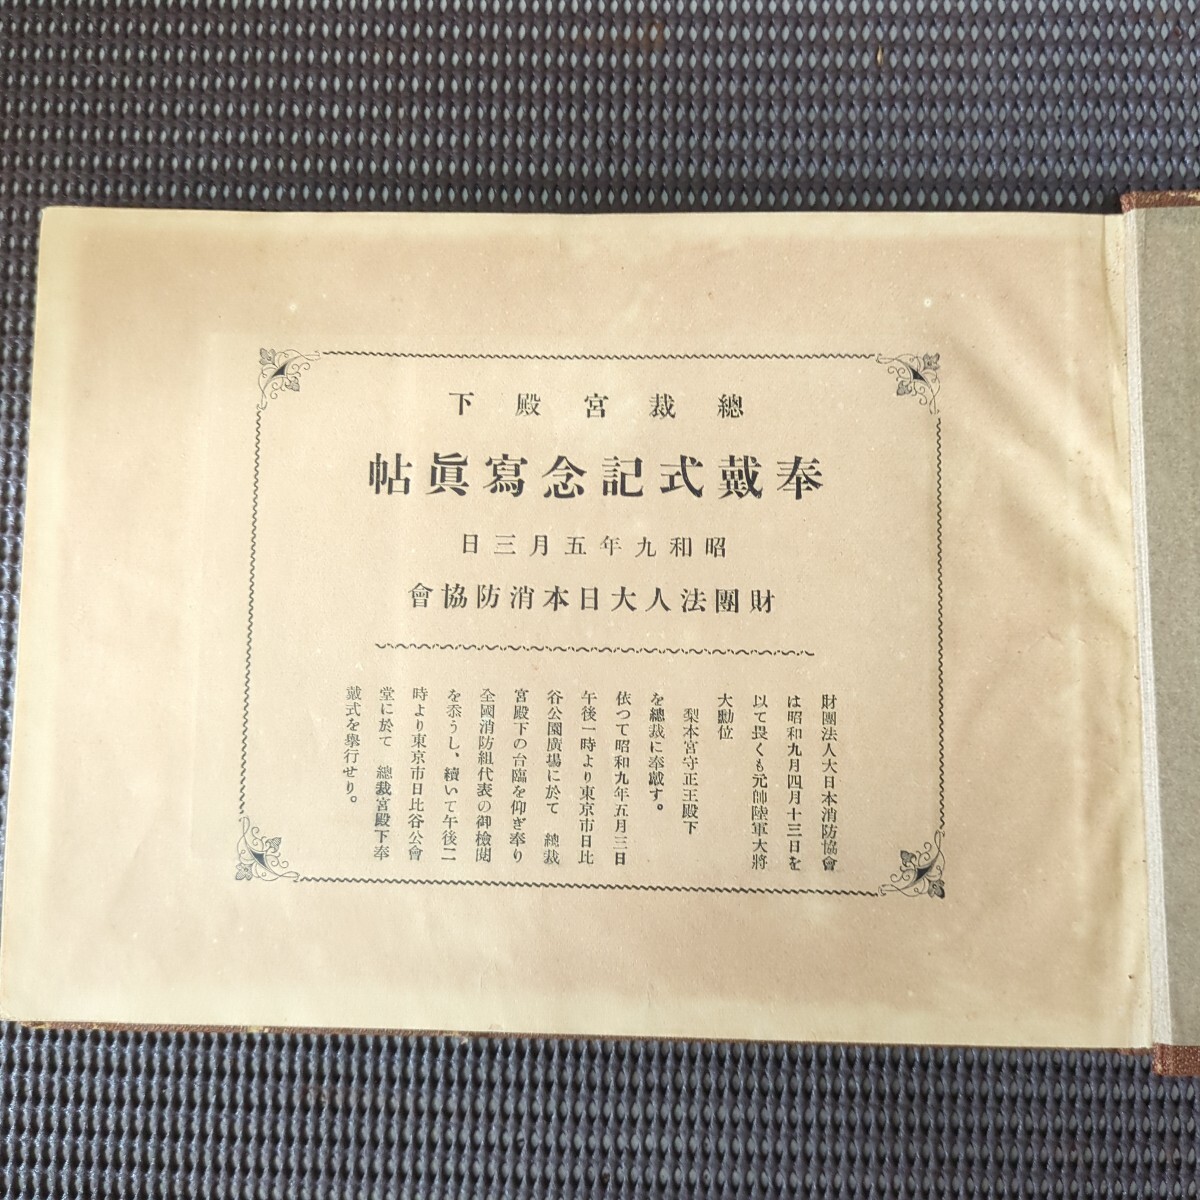 總裁宮殿下
奉戴式記念寫眞帖
昭和九年五月三日
財團法人大日本消防協會
財團法人大日本消防協會
は昭和九月四月十三日を
以て畏くも元帥陸軍大將
大勳位
梨本宮守正王殿下
を總裁に奉戴す。
依つて昭和九年五月三日
午後一時より東京市日比
谷公園廣場に於て　總裁
宮殿下の台臨を仰ぎ奉り
全國消防組代表の御檢閱
を忝うし、續いて午後二
時より東京市日比谷公會
堂に於て　總裁宮殿下奉
戴式を擧行せり。